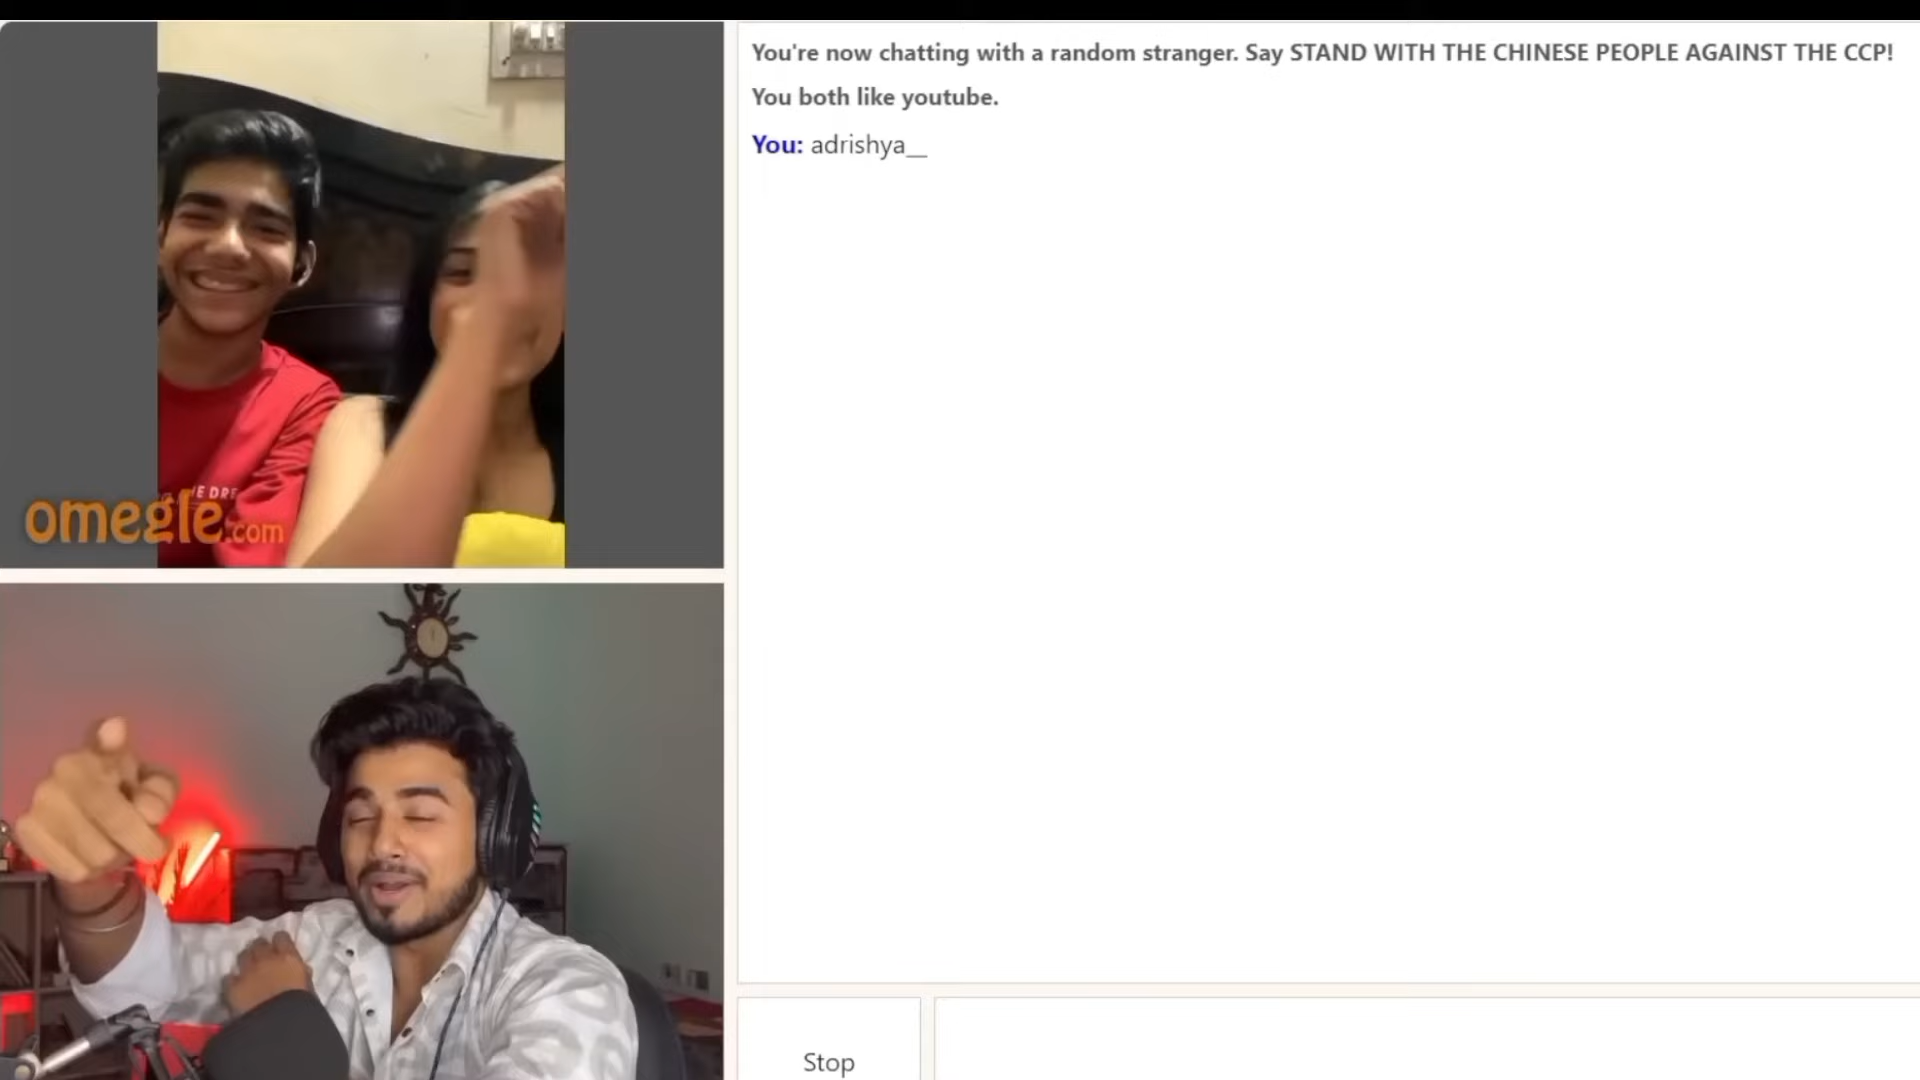 You're now chatting with a random stranger. Say STAND WITH THE CHINESE PEOPLE AGAINST THE CCP!
You both like youtube.
You: adrishya__
omegle.com
Stop